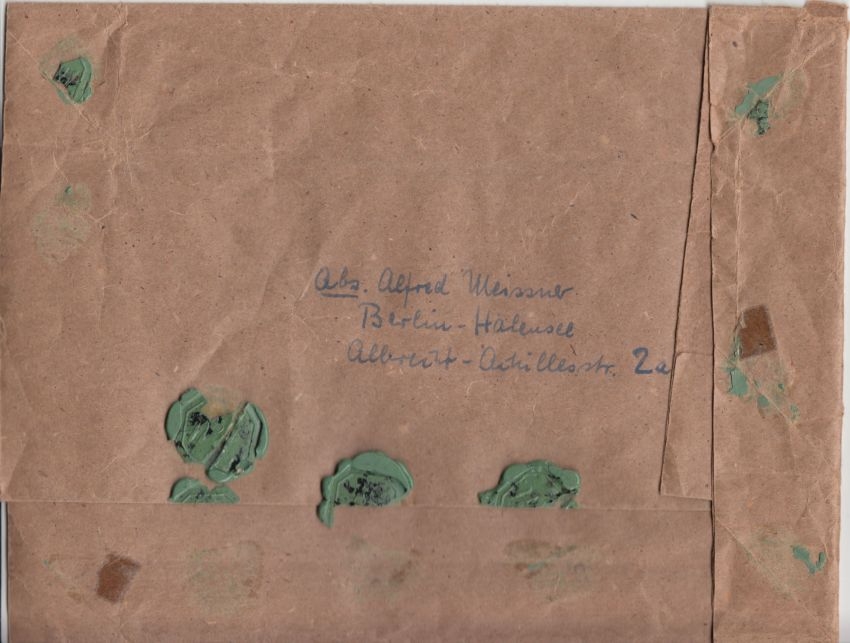 Abs. Alfred Meissner
Berlin-Halensee
Albrecht-Achillesstr. 2a